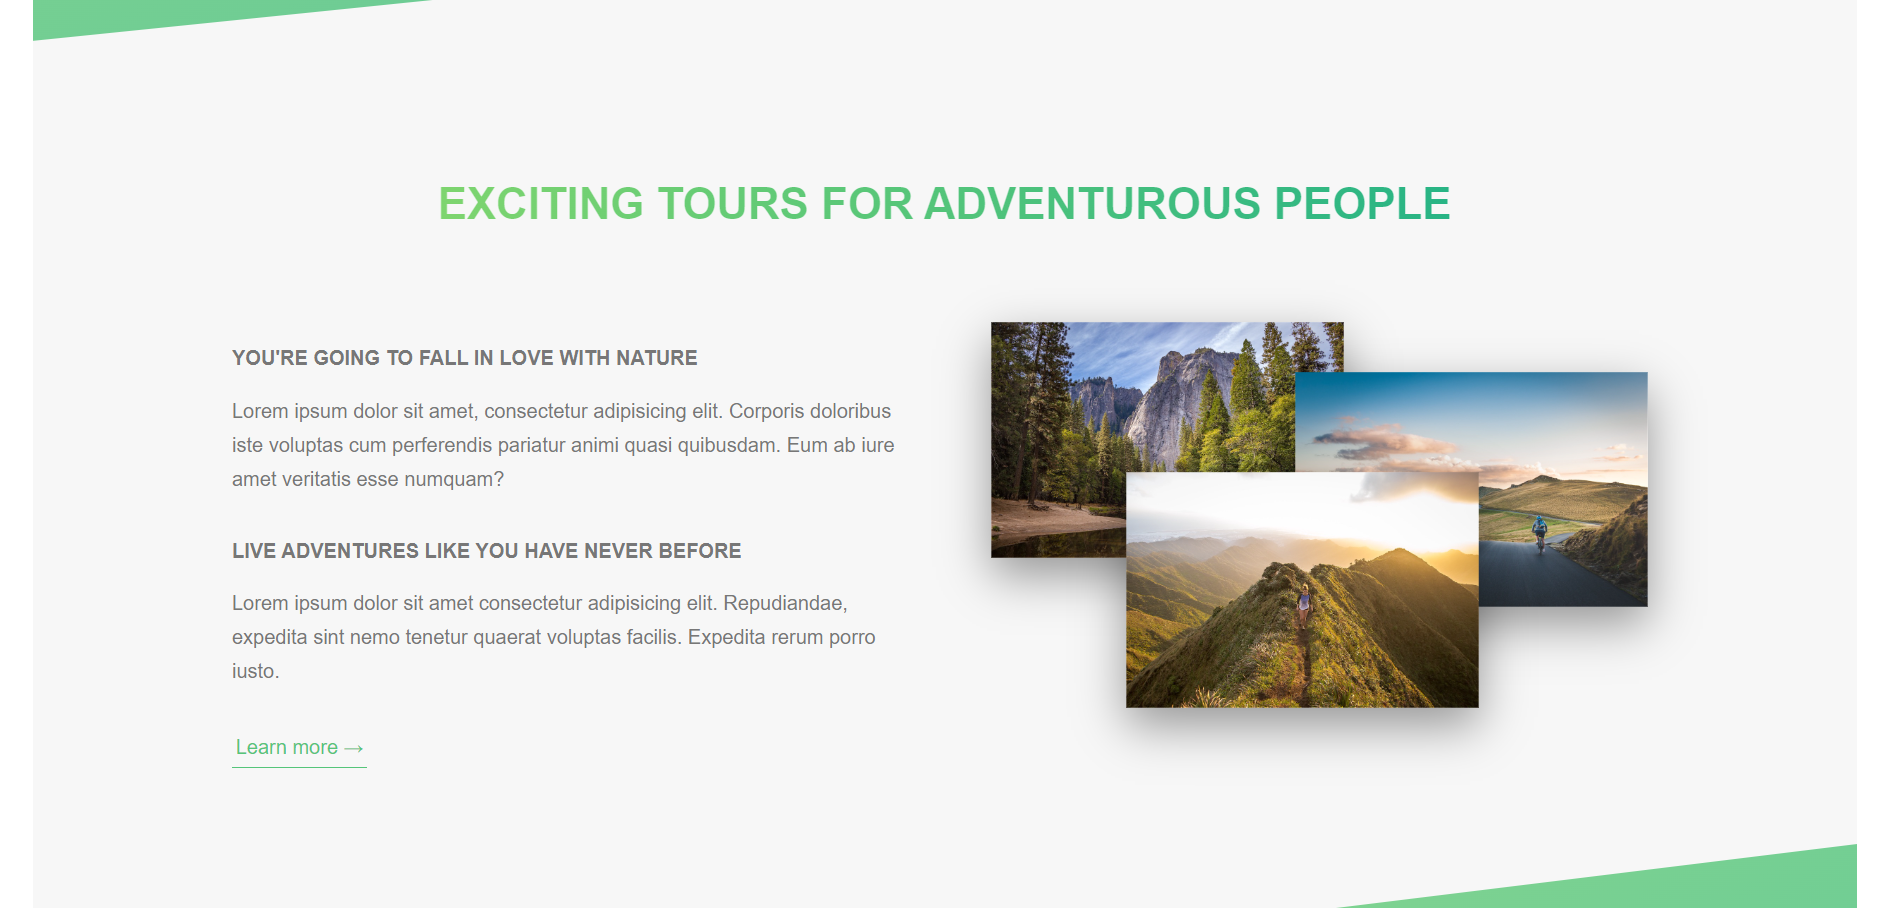 EXCITING TOURS FOR ADVENTUROUS PEOPLE
YOU'RE GOING TO FALL IN LOVE WITH NATURE
Lorem ipsum dolor sit amet, consectetur adipisicing elit. Corporis doloribus
iste voluptas cum perferendis pariatur animi quasi quibusdam. Eum ab iure
amet veritatis esse numquam?
LIVE ADVENTURES LIKE YOU HAVE NEVER BEFORE
Lorem ipsum dolor sit amet consectetur adipisicing elit. Repudiandae,
expedita sint nemo tenetur quaerat voluptas facilis. Expedita rerum porro
iusto.
Learn more →